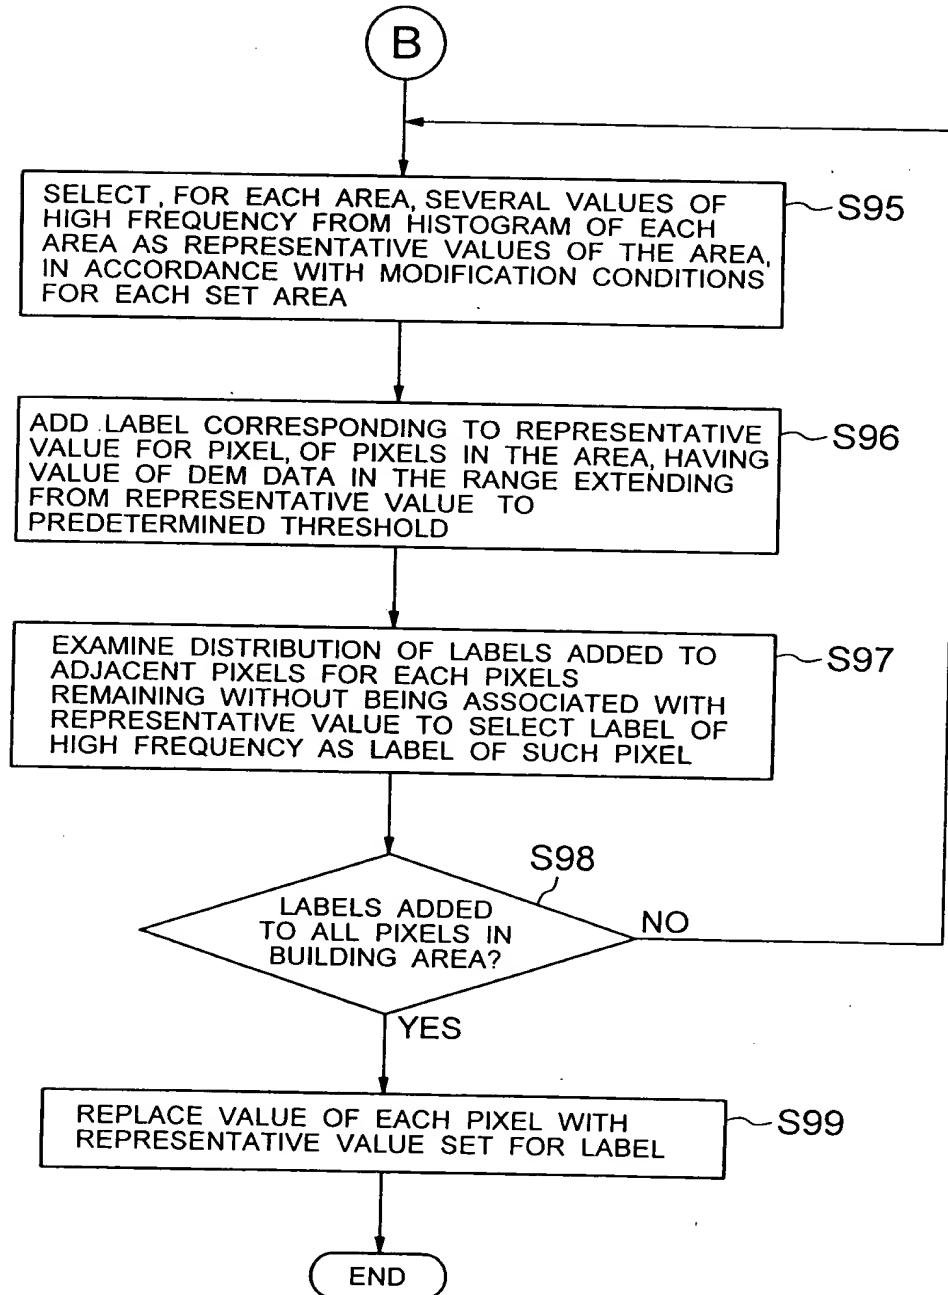 B
SELECT, FOR EACH AREA, SEVERAL VALUES OF
HIGH FREQUENCY FROM HISTOGRAM OF EACH
AREA AS REPRESENTATIVE VALUES OF THE AREA,
IN ACCORDANCE WITH MODIFICATION CONDITIONS
FOR EACH SET AREA
S95
ADD LABEL CORRESPONDING TO REPRESENTATIVE
VALUE FOR PIXEL, OF PIXELS IN THE AREA, HAVING
VALUE OF DEM DATA IN THE RANGE EXTENDING
FROM REPRESENTATIVE VALUE TO
PREDETERMINED THRESHOLD
S96
EXAMINE DISTRIBUTION OF LABELS ADDED TO
ADJACENT PIXELS FOR EACH PIXELS
REMAINING WITHOUT BEING ASSOCIATED WITH
REPRESENTATIVE VALUE TO SELECT LABEL OF
HIGH FREQUENCY AS LABEL OF SUCH PIXEL
S97
S98
LABELS ADDED
TO ALL PIXELS IN
BUILDING AREA?
NO
YES
REPLACE VALUE OF EACH PIXEL WITH
REPRESENTATIVE VALUE SET FOR LABEL
S99
END